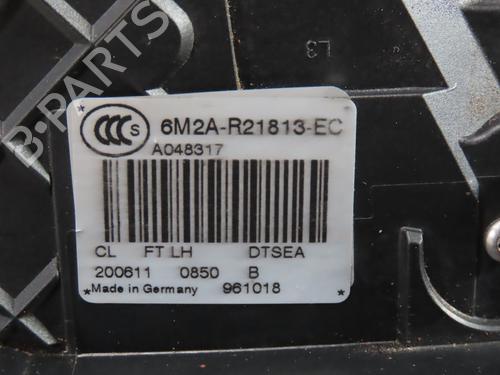 B-PARTS
L3
CCC S 6M2A-R21813-EC
A048317
CL FT LH DTSEA
200611 0850 B
*Made in Germany 961018 *